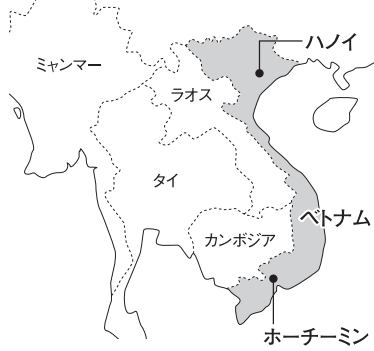 ハノイ
ミャンマー
ラオス
タイ
ベトナム
カンボジア
ホーチーミン